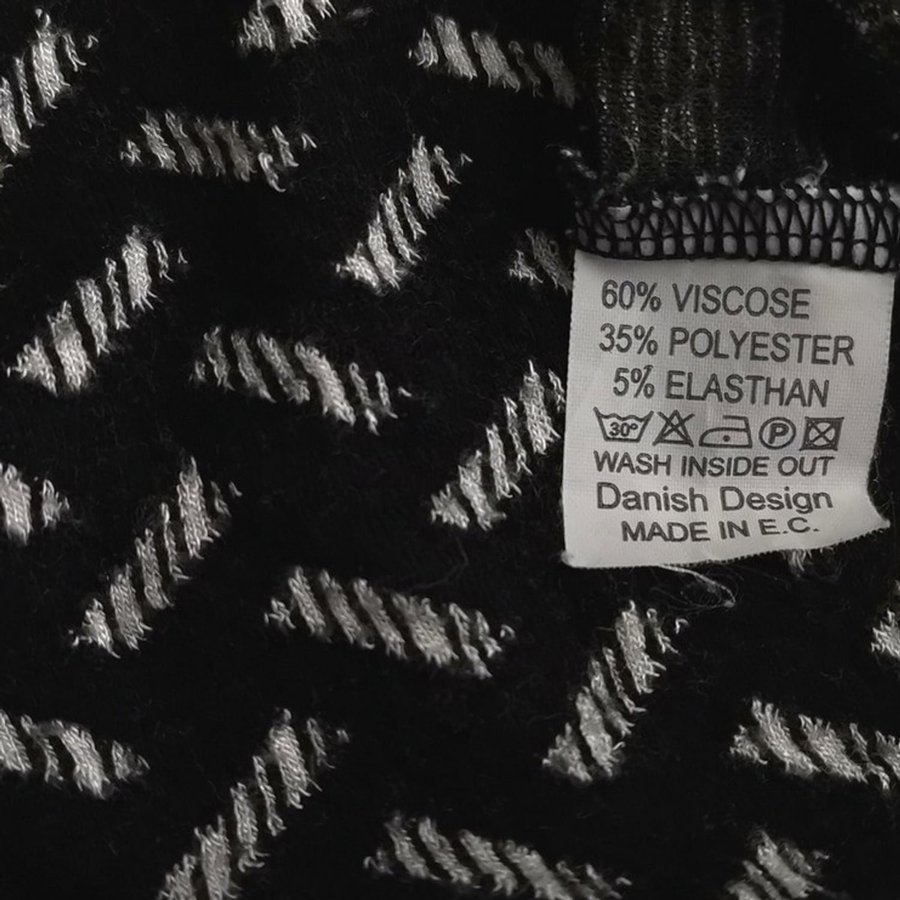 60% VISCOSE
35% POLYESTER
5% ELASTHAN
30° P
WASH INSIDE OUT
Danish Design
MADE IN E.C.